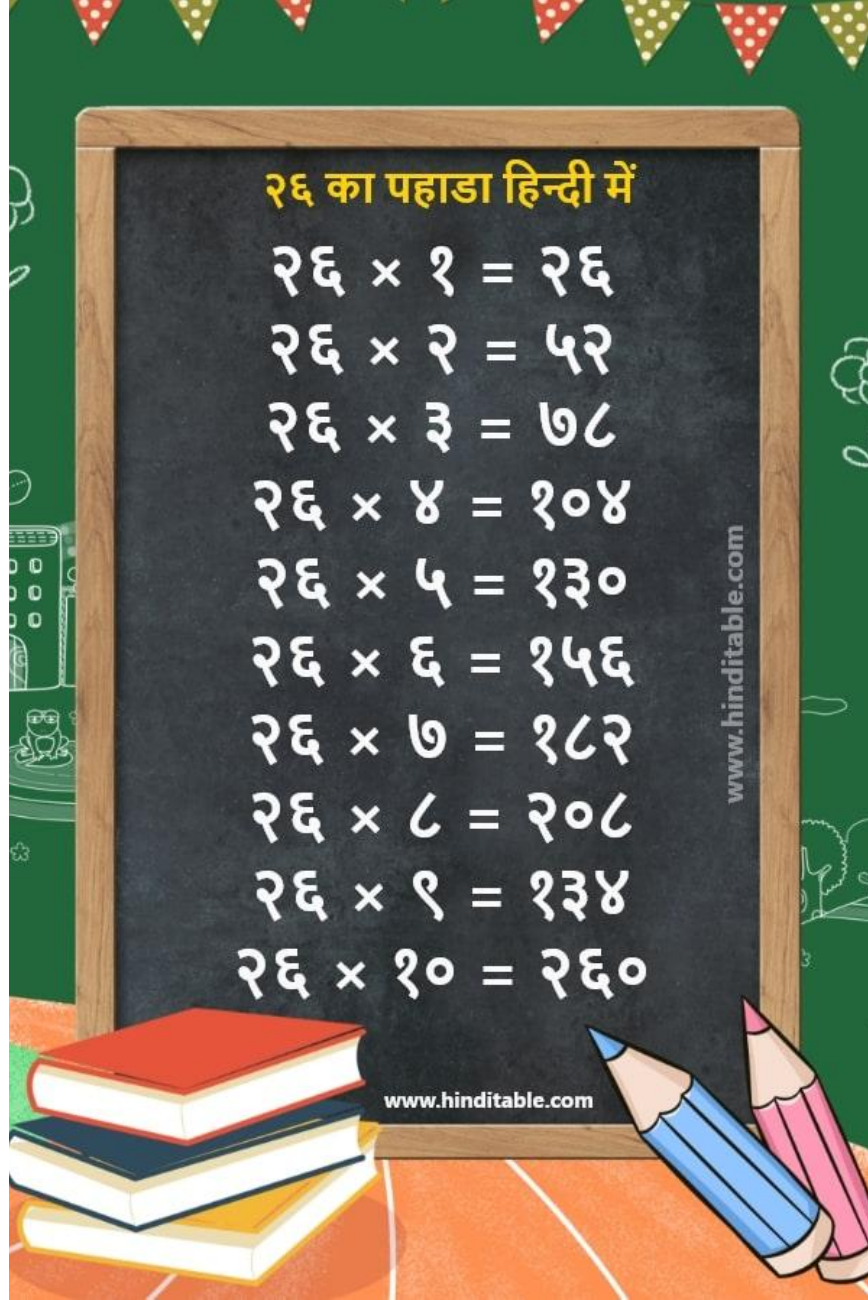 २६ का पहाडा हिन्दी में
२६ × १ = २६
२६ × २ = ५२
२६ × ३ = ७८
२६ × ४ = १०४
२६ × ५ = १३०
२६ × ६ = १५६
२६ × ७ = १८२
२६ × ८ = २०८
२६ × ९ = १३४
२६ × १० = २६०
www.hinditable.com
www.hinditable.com